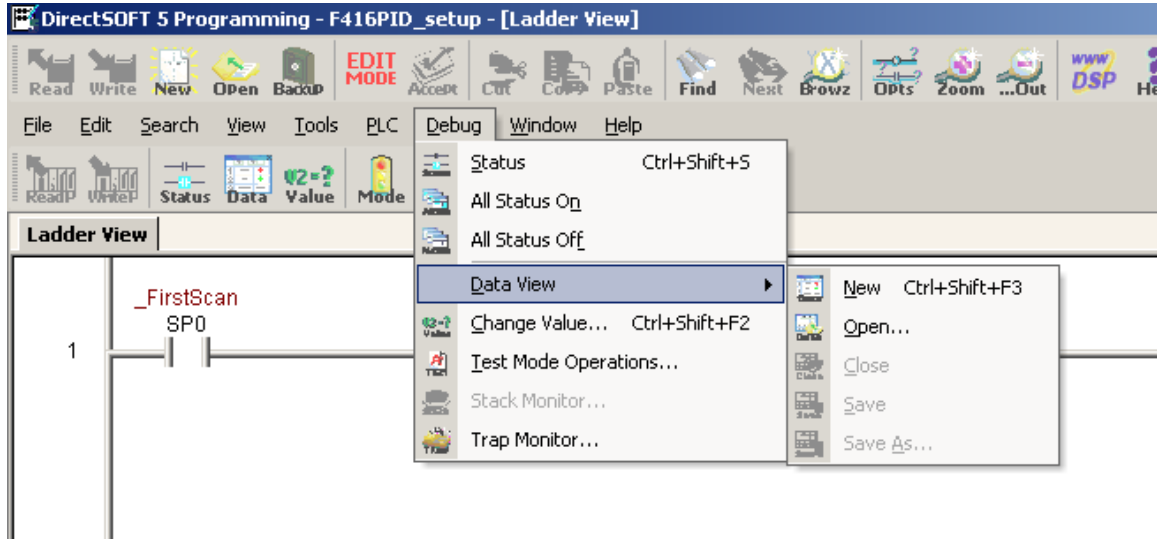 DirectSOFT 5 Programming - F416PID_setup - [Ladder View]
Read Write New Open Backup EDIT MODE Accept Cut Copy Paste Find Next Browz Opts Zoom ...Out WWW DSP He
File Edit Search View Tools PLC Debug Window Help
ReadP WriteP Status Data V2=? Value Mode
Status Ctrl+Shift+S
All Status On
Ladder View
All Status Off
Data View
New Ctrl+Shift+F3
_FirstScan
SP0
Change Value... Ctrl+Shift+F2
Open...
1
Test Mode Operations...
Close
Stack Monitor...
Save
Trap Monitor...
Save As...